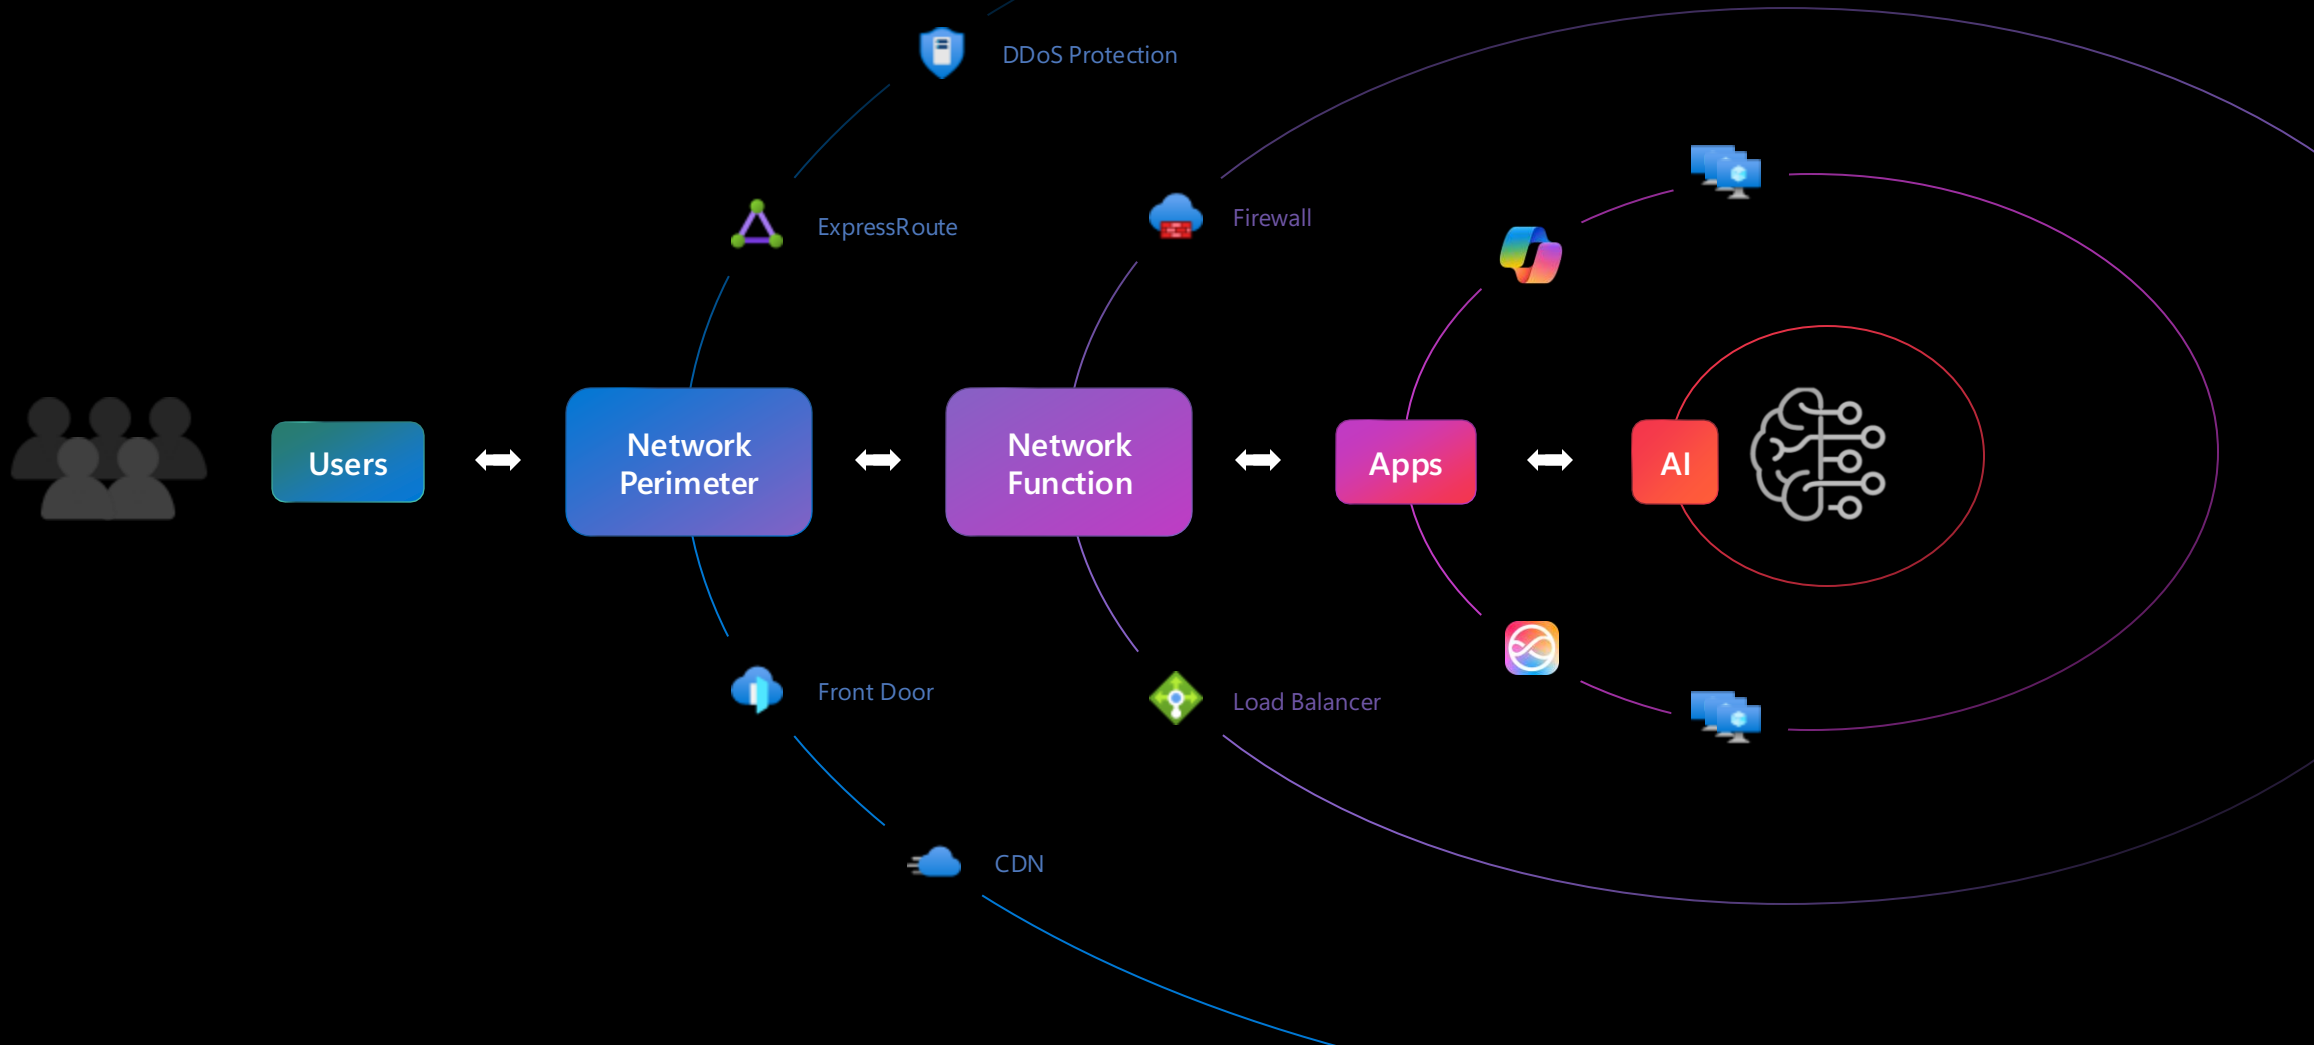 DDoS Protection
ExpressRoute
Firewall
Users
Network
Perimeter
Network
Function
Apps
AI
Front Door
Load Balancer
CDN